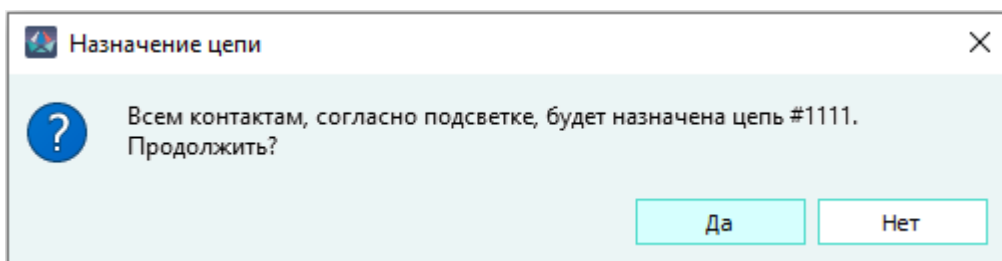 Назначение цепи
Всем контактам, согласно подсветке, будет назначена цепь #1111.
Продолжить?
Да Нет